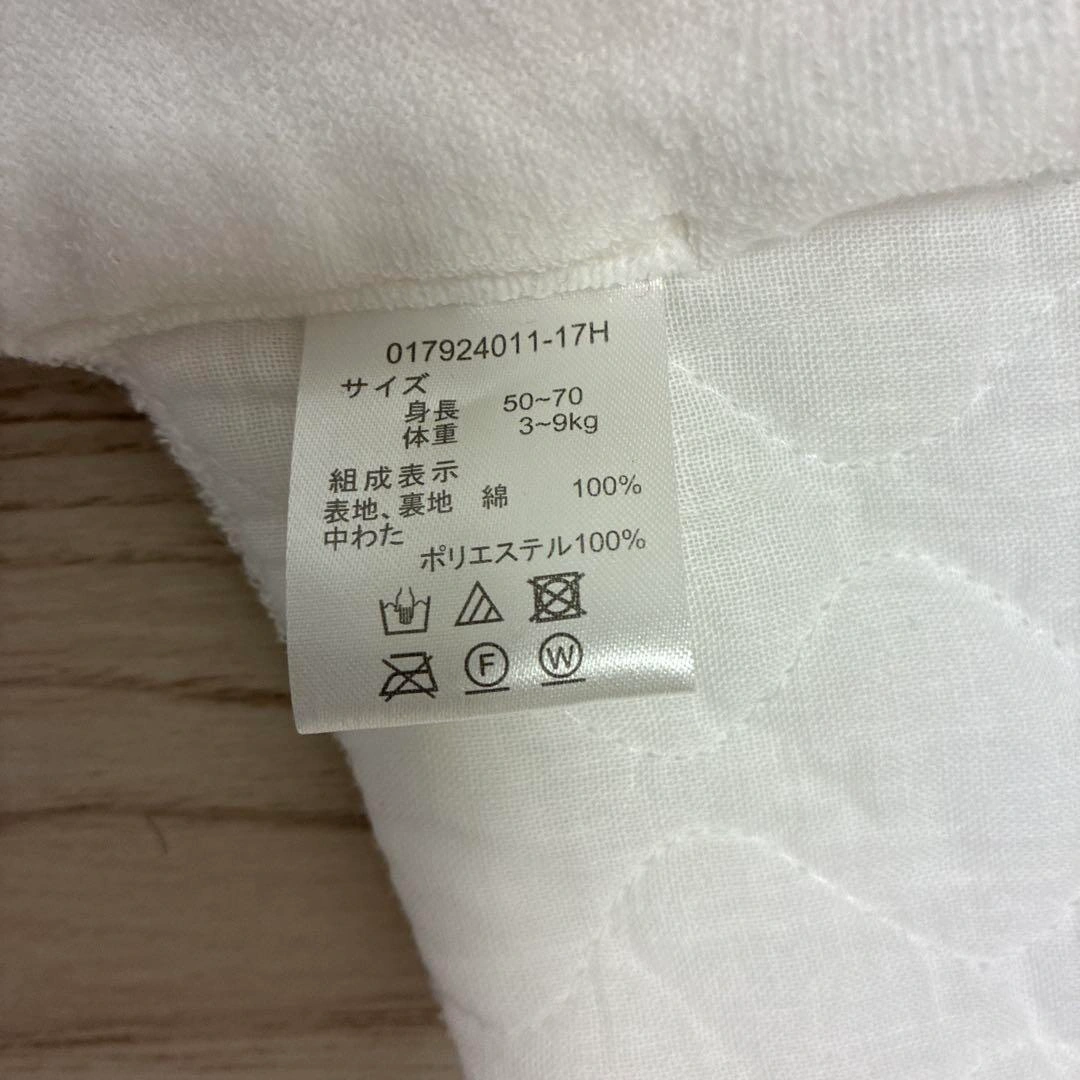 017924011-17H
サイズ
身長 50~70
体重 3~9kg
組成表示
表地、裏地 綿 100%
中わた
ポリエステル100%
F W